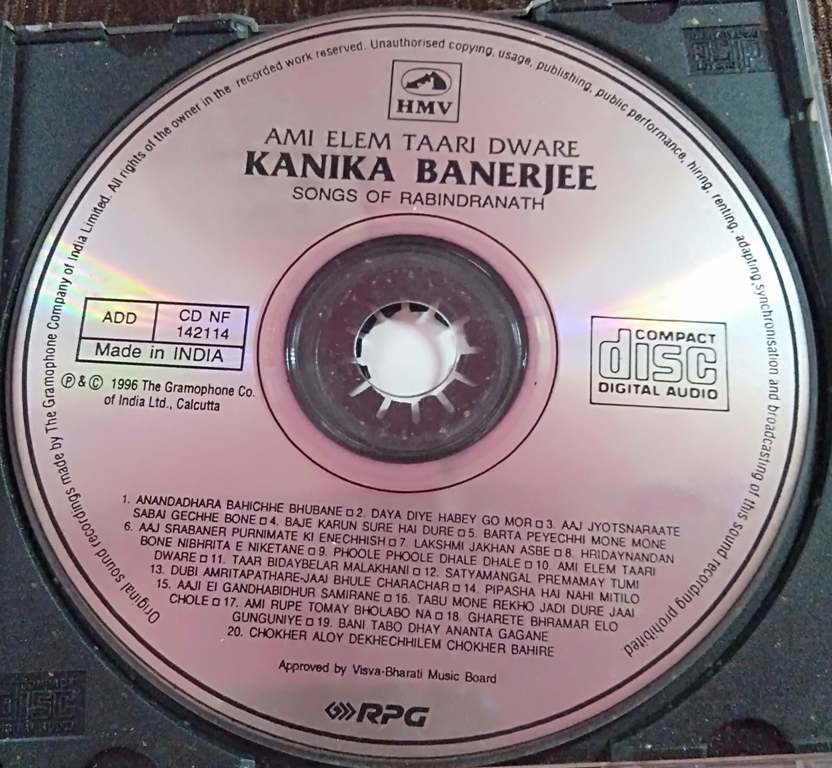 Original sound recordings made by The Gramophone Company of India Limited. All rights of the owner in the recorded work reserved. Unauthorised copying, usage, publishing, public performance, hiring, renting, adapting, synchronisation and broadcasting of this sound recording prohibited.
HMV
AMI ELEM TAARI DWARE
KANIKA BANERJEE
SONGS OF RABINDRANATH
ADD
CD NF
142114
Made in INDIA
Ⓟ & © 1996 The Gramophone Co.
of India Ltd., Calcutta
COMPACT
disc
DIGITAL AUDIO
1. ANANDADHARA BAHICHHE BHUBANE □ 2. DAYA DIYE HABEY GO MOR □ 3. AAJ JYOTSNARAATE
SABAI GECHHE BONE □ 4. BAJE KARUN SURE HAI DURE □ 5. BARTA PEYECHHI MONE MONE
6. AAJ SRABANER PURNIMATE KI ENECHHISH □ 7. LAKSHMI JAKHAN ASBE □ 8. HRIDAYNANDAN
BONE NIBHRITA E NIKETANE □ 9. PHOOLE PHOOLE DHALE DHALE □ 10. AMI ELEM TAARI
DWARE □ 11. TAAR BIDAYBELAR MALAKHANI □ 12. SATYAMANGAL PREMAMAY TUMI
13. DUBI AMRITAPATHARE-JAAI BHULE CHARACHAR □ 14. PIPASHA HAI NAHI MITILO
15. AAJI EI GANDHABIDHUR SAMIRANE □ 16. TABU MONE REKHO JADI DURE JAAI
CHOLE □ 17. AMI RUPE TOMAY BHOLABO NA □ 18. GHARETE BHRAMAR ELO
GUNGUNIYE □ 19. BANI TABO DHAY ANANTA GAGANE
20. CHOKHER ALOY DEKHECHHILEM CHOKHER BAHIRE
Approved by Visva-Bharati Music Board
RPG